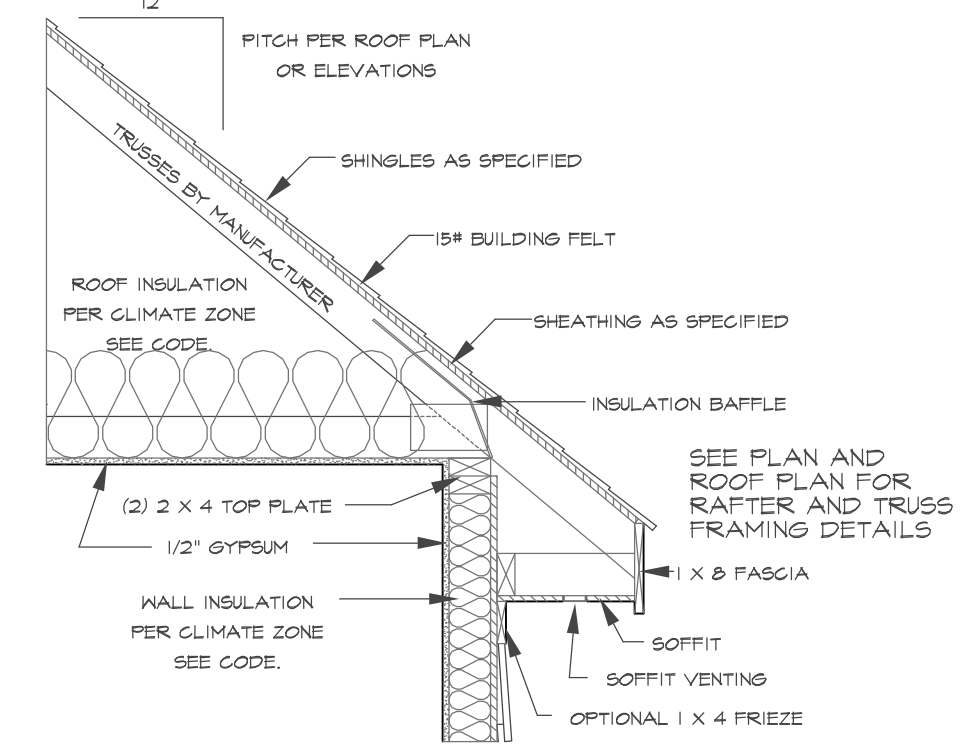 12
PITCH PER ROOF PLAN
OR ELEVATIONS
TRUSSES BY MANUFACTURER
SHINGLES AS SPECIFIED
15# BUILDING FELT
ROOF INSULATION
PER CLIMATE ZONE
SEE CODE.
SHEATHING AS SPECIFIED
INSULATION BAFFLE
SEE PLAN AND
ROOF PLAN FOR
RAFTER AND TRUSS
FRAMING DETAILS
(2) 2 X 4 TOP PLATE
1/2" GYPSUM
1 X 8 FASCIA
WALL INSULATION
PER CLIMATE ZONE
SEE CODE.
SOFFIT
SOFFIT VENTING
OPTIONAL 1 X 4 FRIEZE